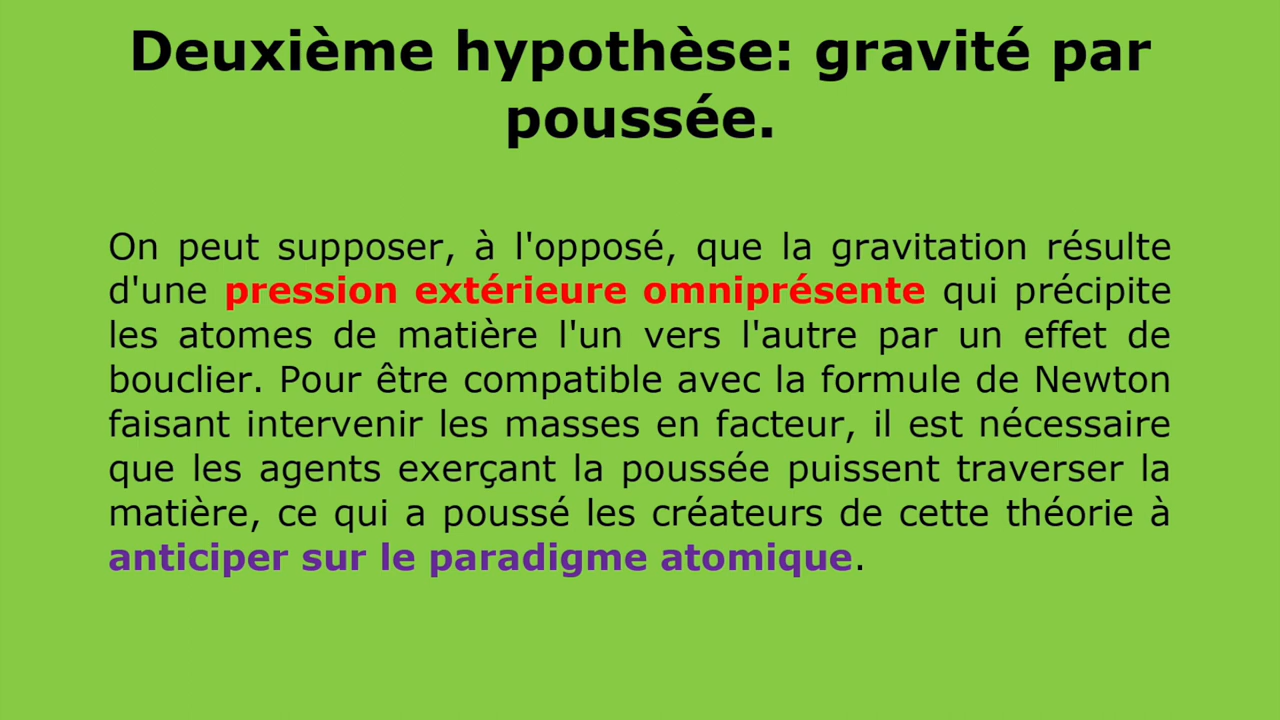 Deuxième hypothèse: gravité par
poussée.
On peut supposer, à l'opposé, que la gravitation résulte
d'une pression extérieure omniprésente qui précipite
les atomes de matière l'un vers l'autre par un effet de
bouclier. Pour être compatible avec la formule de Newton
faisant intervenir les masses en facteur, il est nécessaire
que les agents exerçant la poussée puissent traverser la
matière, ce qui a poussé les créateurs de cette théorie à
anticiper sur le paradigme atomique.